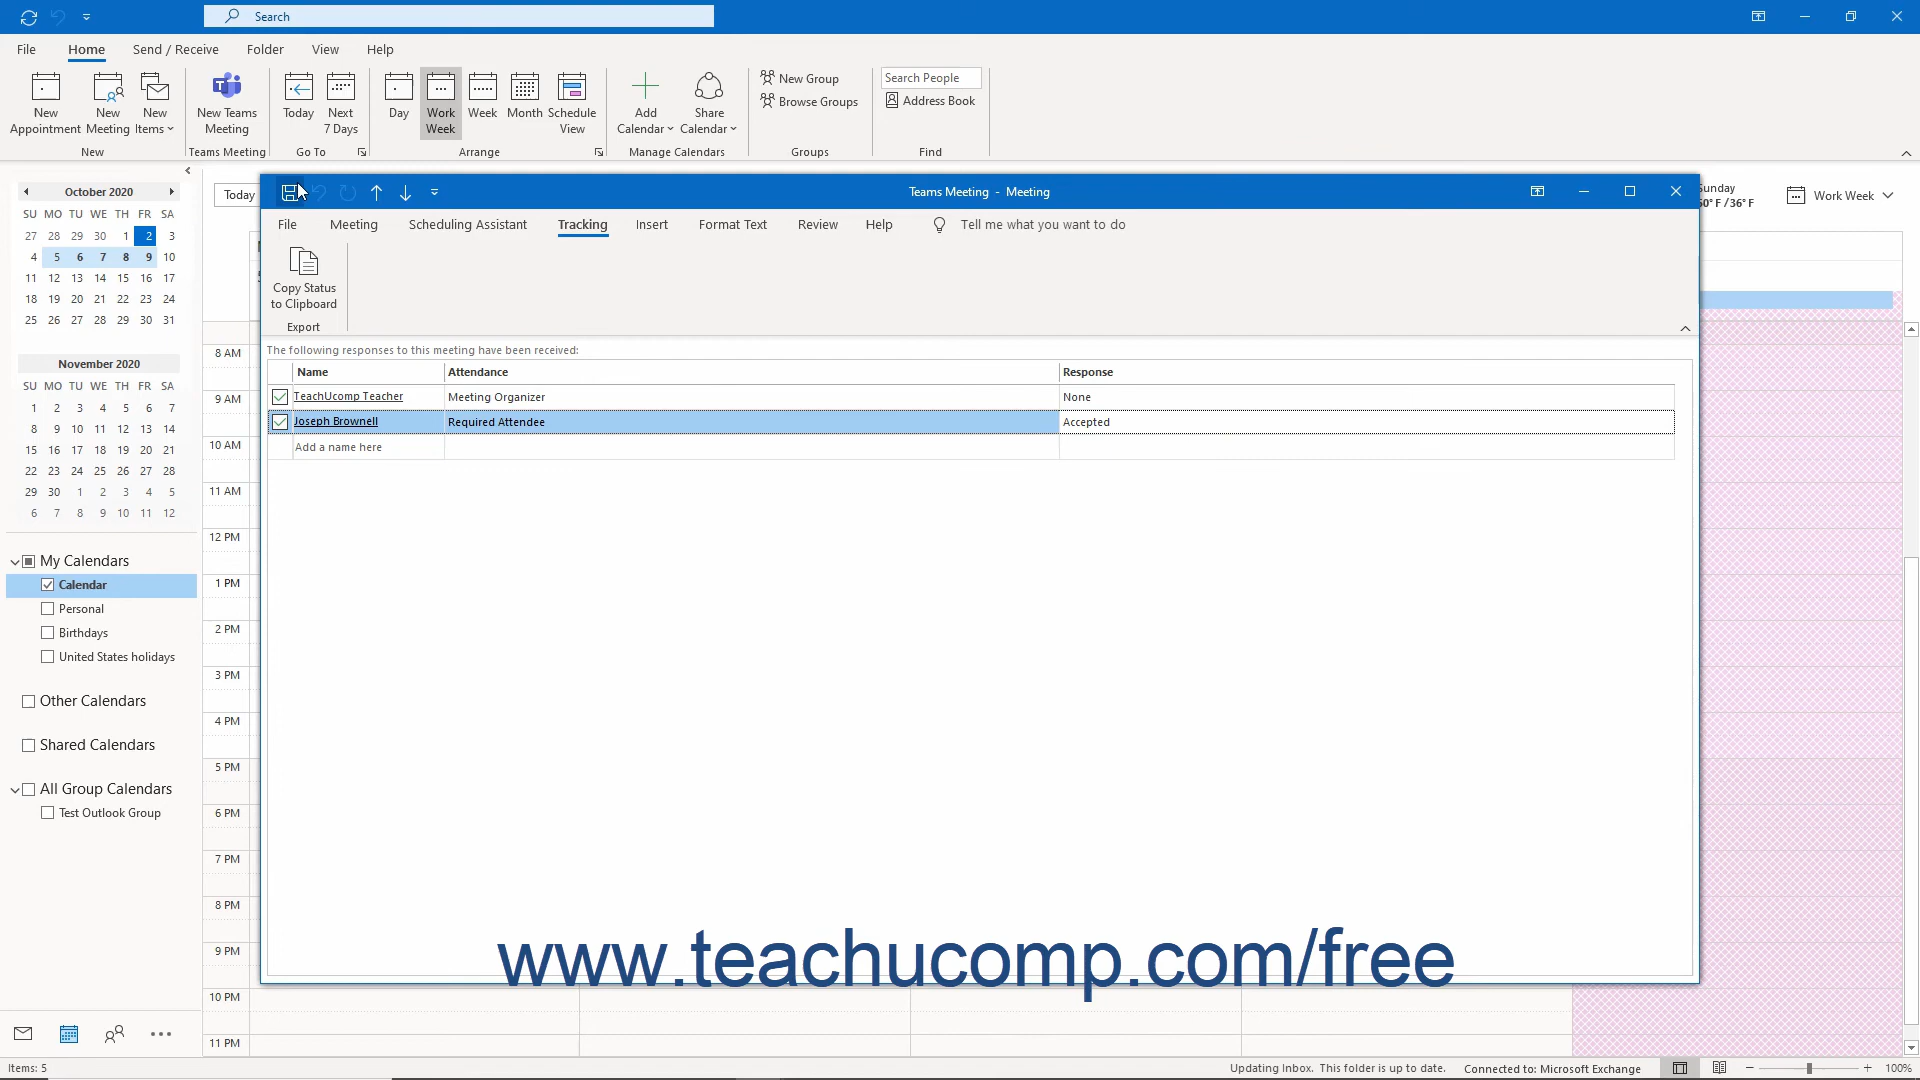 Search
File Home Send / Receive Folder View Help
New Appointment
New Meeting
New Items
New
New Teams Meeting
Teams Meeting
Today
Next 7 Days
Go To
Day
Work Week
Week
Month
Schedule View
Arrange
Add Calendar
Share Calendar
Manage Calendars
New Group
Browse Groups
Groups
Search People
Address Book
Find
October 2020
SU MO TU WE TH FR SA
27 28 29 30 1 2 3
4 5 6 7 8 9 10
11 12 13 14 15 16 17
18 19 20 21 22 23 24
25 26 27 28 29 30 31
November 2020
SU MO TU WE TH FR SA
1 2 3 4 5 6 7
8 9 10 11 12 13 14
15 16 17 18 19 20 21
22 23 24 25 26 27 28
29 30 1 2 3 4 5
6 7 8 9 10 11 12
My Calendars
Calendar
Personal
Birthdays
United States holidays
Other Calendars
Shared Calendars
All Group Calendars
Test Outlook Group
Today
Work Week
8 AM
9 AM
10 AM
11 AM
12 PM
1 PM
2 PM
3 PM
4 PM
5 PM
6 PM
7 PM
8 PM
9 PM
10 PM
11 PM
Teams Meeting - Meeting
File Meeting Scheduling Assistant Tracking Insert Format Text Review Help Tell me what you want to do
Copy Status to Clipboard
Export
The following responses to this meeting have been received:
Name Attendance Response
TeachUcomp Teacher Meeting Organizer None
Joseph Brownell Required Attendee Accepted
Add a name here
www.teachucomp.com/free
Items: 5
Updating Inbox. This folder is up to date. Connected to: Microsoft Exchange 100%